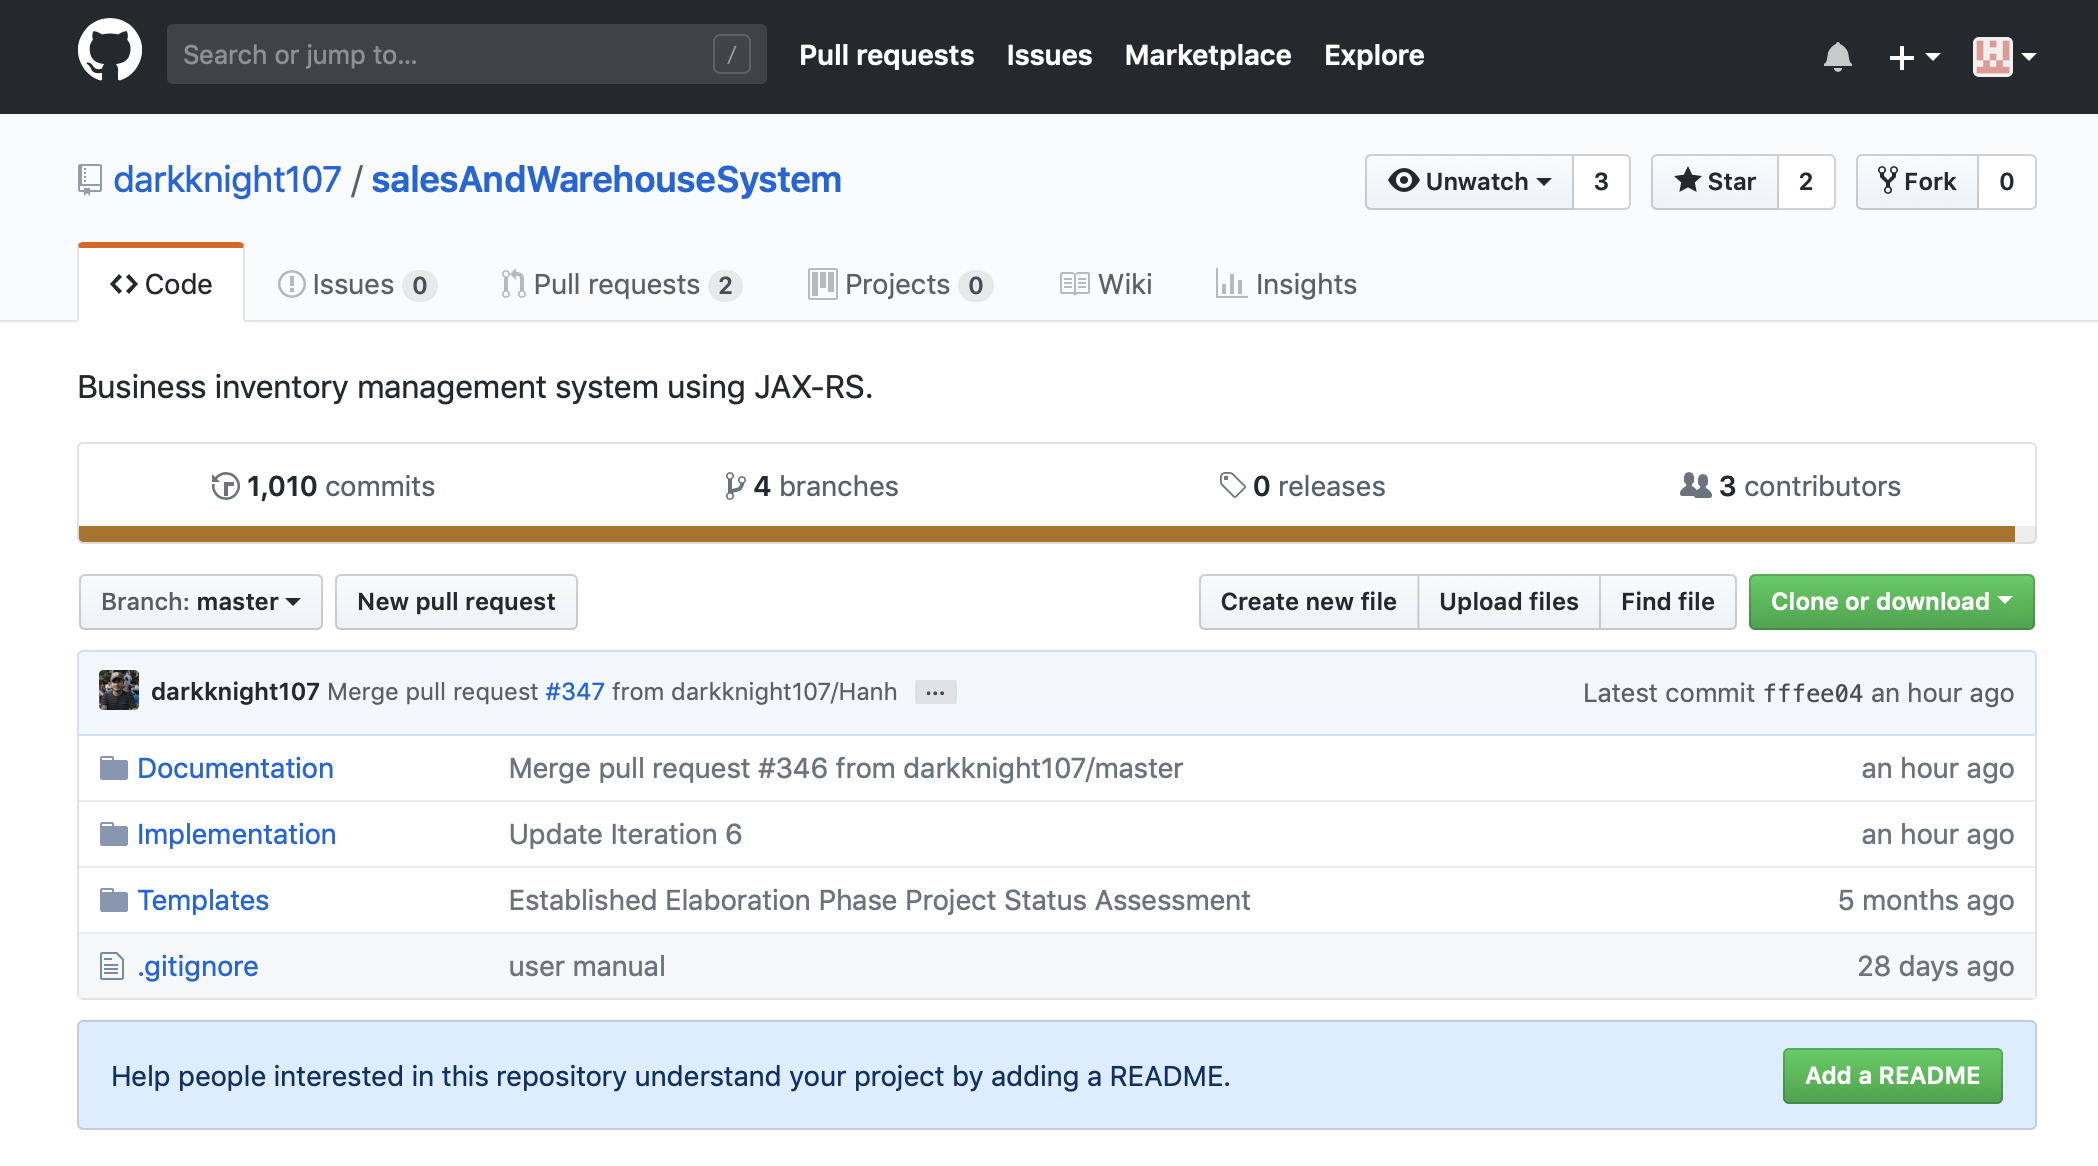 Search or jump to... /
Pull requests Issues Marketplace Explore
darkknight107 / salesAndWarehouseSystem
Unwatch 3 Star 2 Fork 0
Code Issues 0 Pull requests 2 Projects 0 Wiki Insights
Business inventory management system using JAX-RS.
1,010 commits 4 branches 0 releases 3 contributors
Branch: master New pull request Create new file Upload files Find file Clone or download
darkknight107 Merge pull request #347 from darkknight107/Hanh ... Latest commit fffee04 an hour ago
Documentation Merge pull request #346 from darkknight107/master an hour ago
Implementation Update Iteration 6 an hour ago
Templates Established Elaboration Phase Project Status Assessment 5 months ago
.gitignore user manual 28 days ago
Help people interested in this repository understand your project by adding a README. Add a README